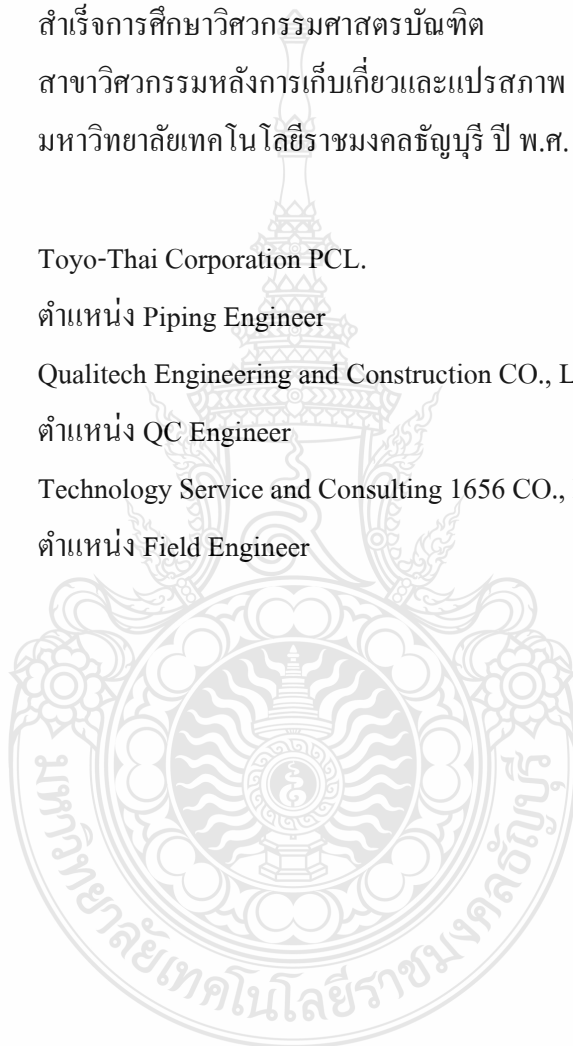 สำเร็จการศึกษาวิศวกรรมศาสตรบัณฑิต
สาขาวิศวกรรมหลังการเก็บเกี่ยวและแปรสภาพ
มหาวิทยาลัยเทคโนโลยีราชมงคลธัญบุรี ปี พ.ศ.
Toyo-Thai Corporation PCL.
ตำแหน่ง Piping Engineer
Qualitech Engineering and Construction CO., L
ตำแหน่ง QC Engineer
Technology Service and Consulting 1656 CO.,
ตำแหน่ง Field Engineer
มหาวิทยาลัยเทคโนโลยีราชมงคลธัญบุรี